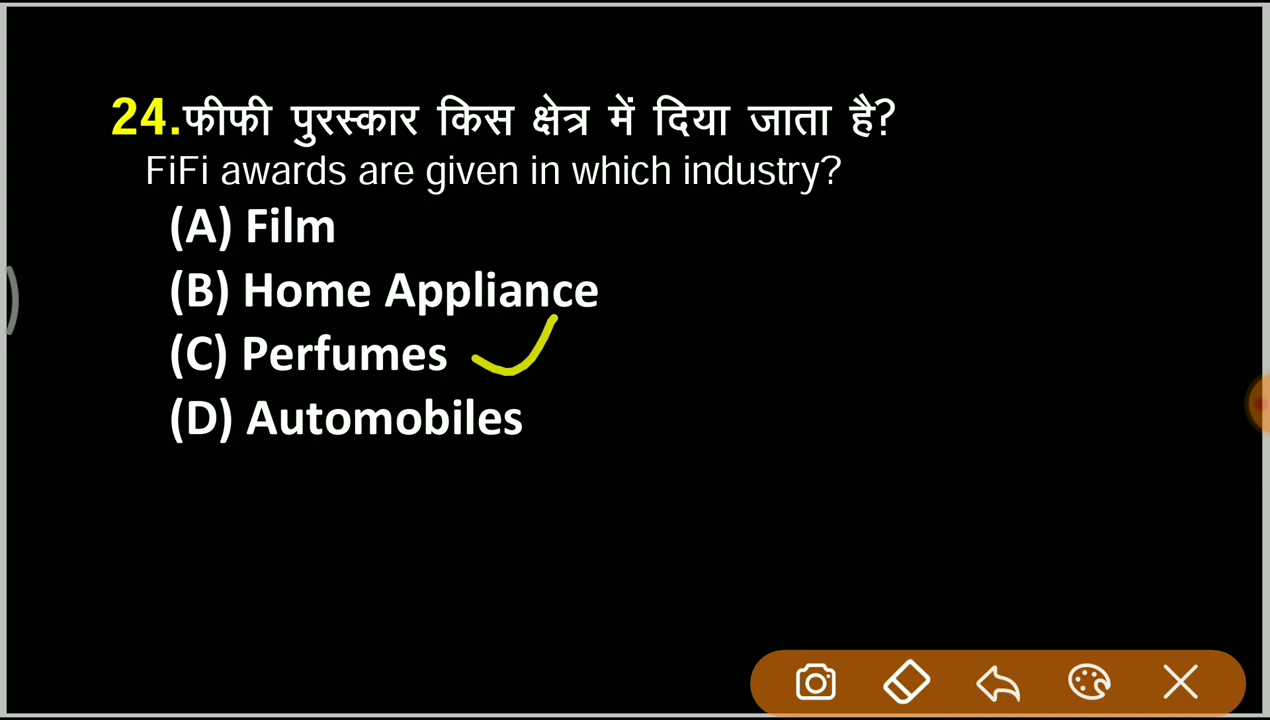 24.फीफी पुरस्कार किस क्षेत्र में दिया जाता है?
FiFi awards are given in which industry?
(A) Film
(B) Home Appliance
(C) Perfumes
(D) Automobiles